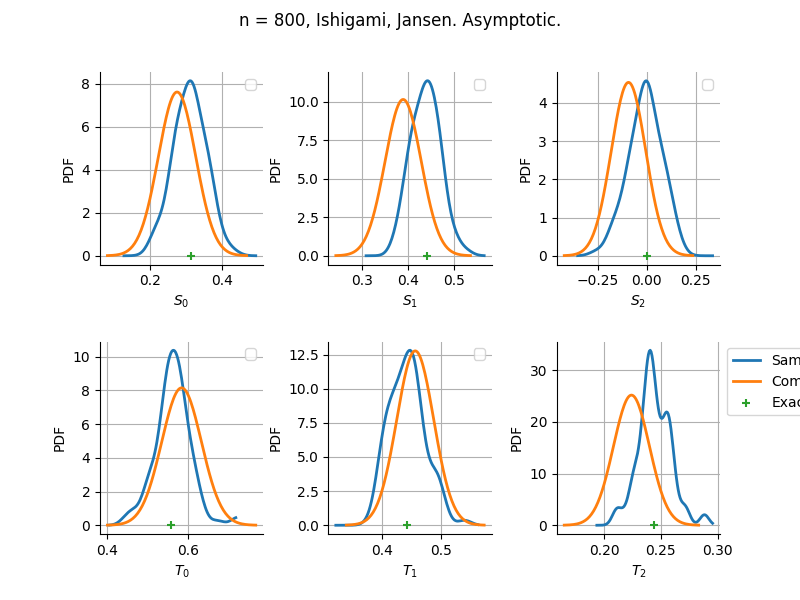 n = 800, Ishigami, Jansen. Asymptotic.
PDF
8
6
4
2
0
0.2 0.4
S0
PDF
10.0
7.5
5.0
2.5
0.0
0.3 0.4 0.5
S1
PDF
4
3
2
1
0
−0.25 0.00 0.25
S2
PDF
10
8
6
4
2
0
0.4 0.6
T0
PDF
12.5
10.0
7.5
5.0
2.5
0.0
0.4 0.5
T1
PDF
30
20
10
0
0.20 0.25 0.30
T2
Sam
Com
Exac